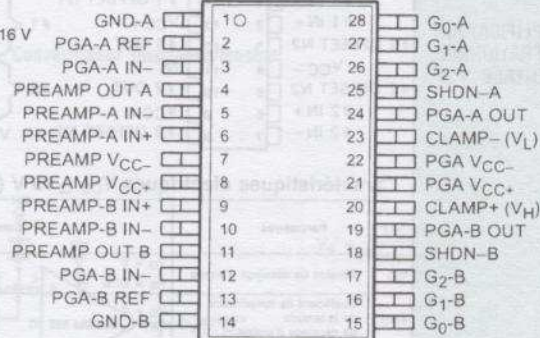 16 V
GND-A 1 28 G0-A
PGA-A REF 2 27 G1-A
PGA-A IN– 3 26 G2-A
PREAMP OUT A 4 25 SHDN–A
PREAMP-A IN– 5 24 PGA-A OUT
PREAMP-A IN+ 6 23 CLAMP– (VL)
PREAMP VCC– 7 22 PGA VCC–
PREAMP VCC+ 8 21 PGA VCC+
PREAMP-B IN+ 9 20 CLAMP+ (VH)
PREAMP-B IN– 10 19 PGA-B OUT
PREAMP OUT B 11 18 SHDN–B
PGA-B IN– 12 17 G2-B
PGA-B REF 13 16 G1-B
GND-B 14 15 G0-B